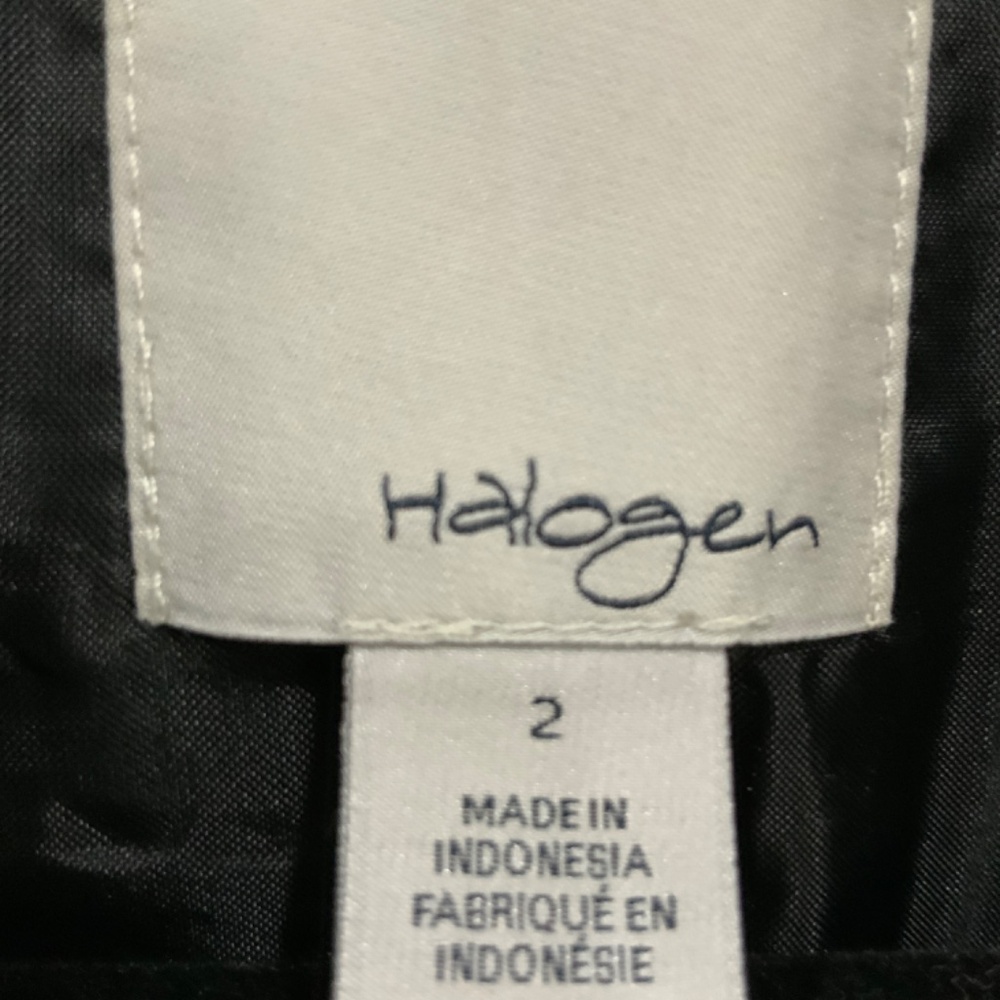 Halogen
2
MADE IN
INDONESIA
FABRIQUÉ EN
INDONÉSIE